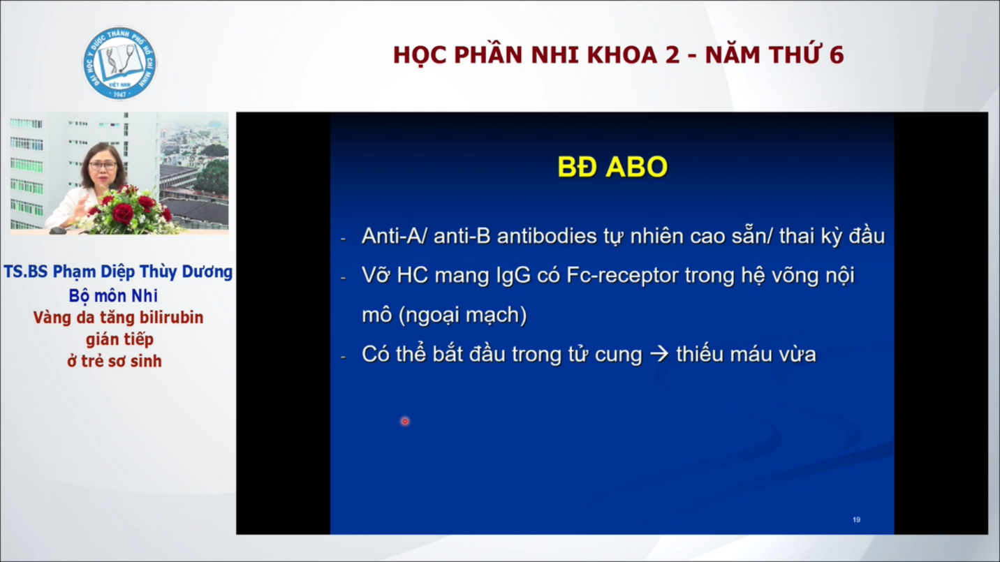 ĐẠI HỌC Y DƯỢC THÀNH PHỐ HỒ CHÍ MINH
VIỆT NAM
1947
HỌC PHẦN NHI KHOA 2 - NĂM THỨ 6
TS.BS Phạm Diệp Thùy Dương
Bộ môn Nhi
Vàng da tăng bilirubin
gián tiếp
ở trẻ sơ sinh
BĐ ABO
- Anti-A/ anti-B antibodies tự nhiên cao sẵn/ thai kỳ đầu
- Vỡ HC mang IgG có Fc-receptor trong hệ võng nội
mô (ngoại mạch)
- Có thể bắt đầu trong tử cung → thiếu máu vừa
19